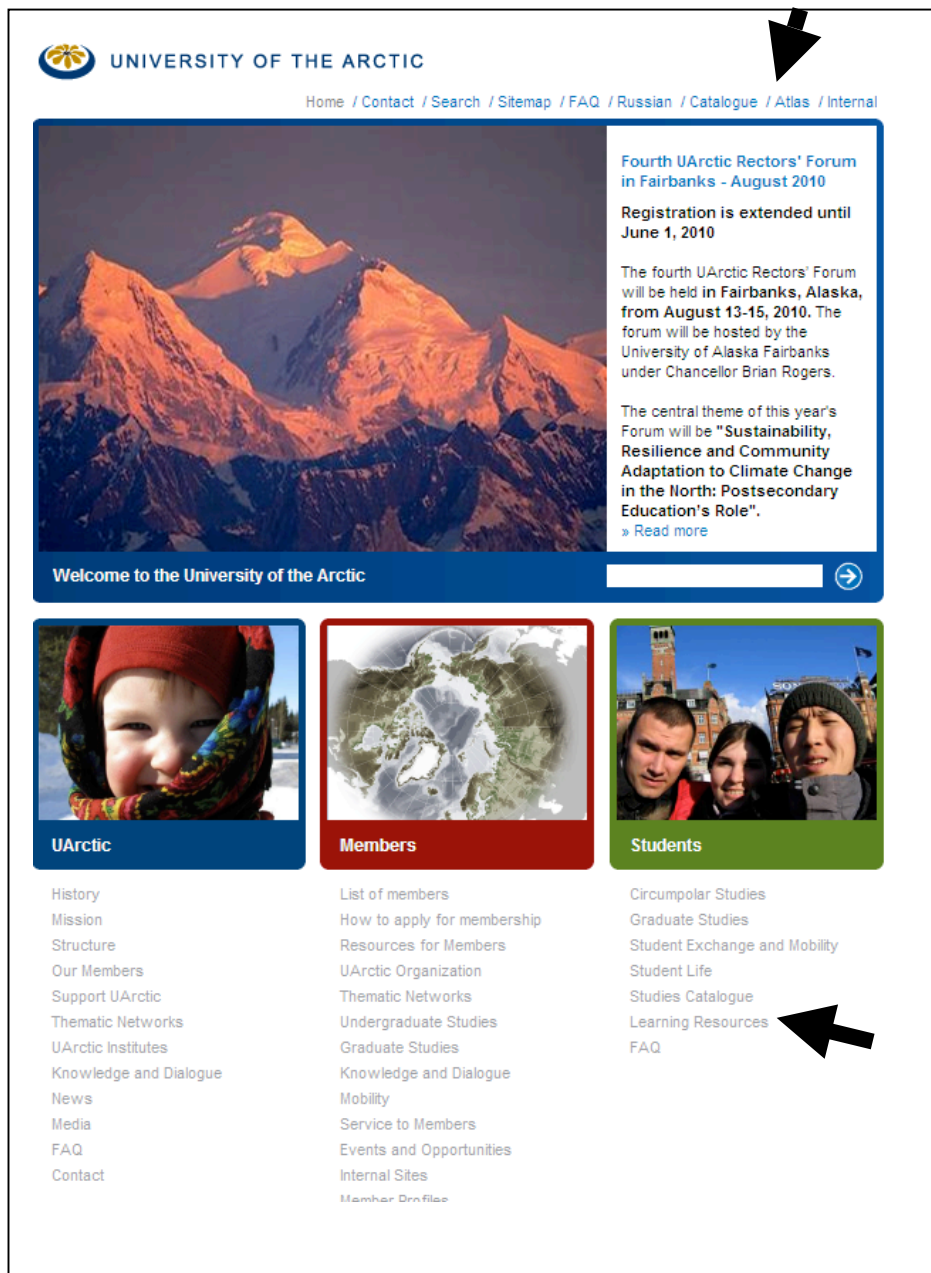 UNIVERSITY OF THE ARCTIC
Home / Contact / Search / Sitemap / FAQ / Russian / Catalogue / Atlas / Internal
Fourth UArctic Rectors' Forum
in Fairbanks - August 2010
Registration is extended until
June 1, 2010
The fourth UArctic Rectors' Forum
will be held in Fairbanks, Alaska,
from August 13-15, 2010. The
forum will be hosted by the
University of Alaska Fairbanks
under Chancellor Brian Rogers.
The central theme of this year's
Forum will be "Sustainability,
Resilience and Community
Adaptation to Climate Change
in the North: Postsecondary
Education's Role".
» Read more
Welcome to the University of the Arctic
UArctic
History
Mission
Structure
Our Members
Support UArctic
Thematic Networks
UArctic Institutes
Knowledge and Dialogue
News
Media
FAQ
Contact
Members
List of members
How to apply for membership
Resources for Members
UArctic Organization
Thematic Networks
Undergraduate Studies
Graduate Studies
Knowledge and Dialogue
Mobility
Service to Members
Events and Opportunities
Internal Sites
Member Profiles
Students
Circumpolar Studies
Graduate Studies
Student Exchange and Mobility
Student Life
Studies Catalogue
Learning Resources
FAQ